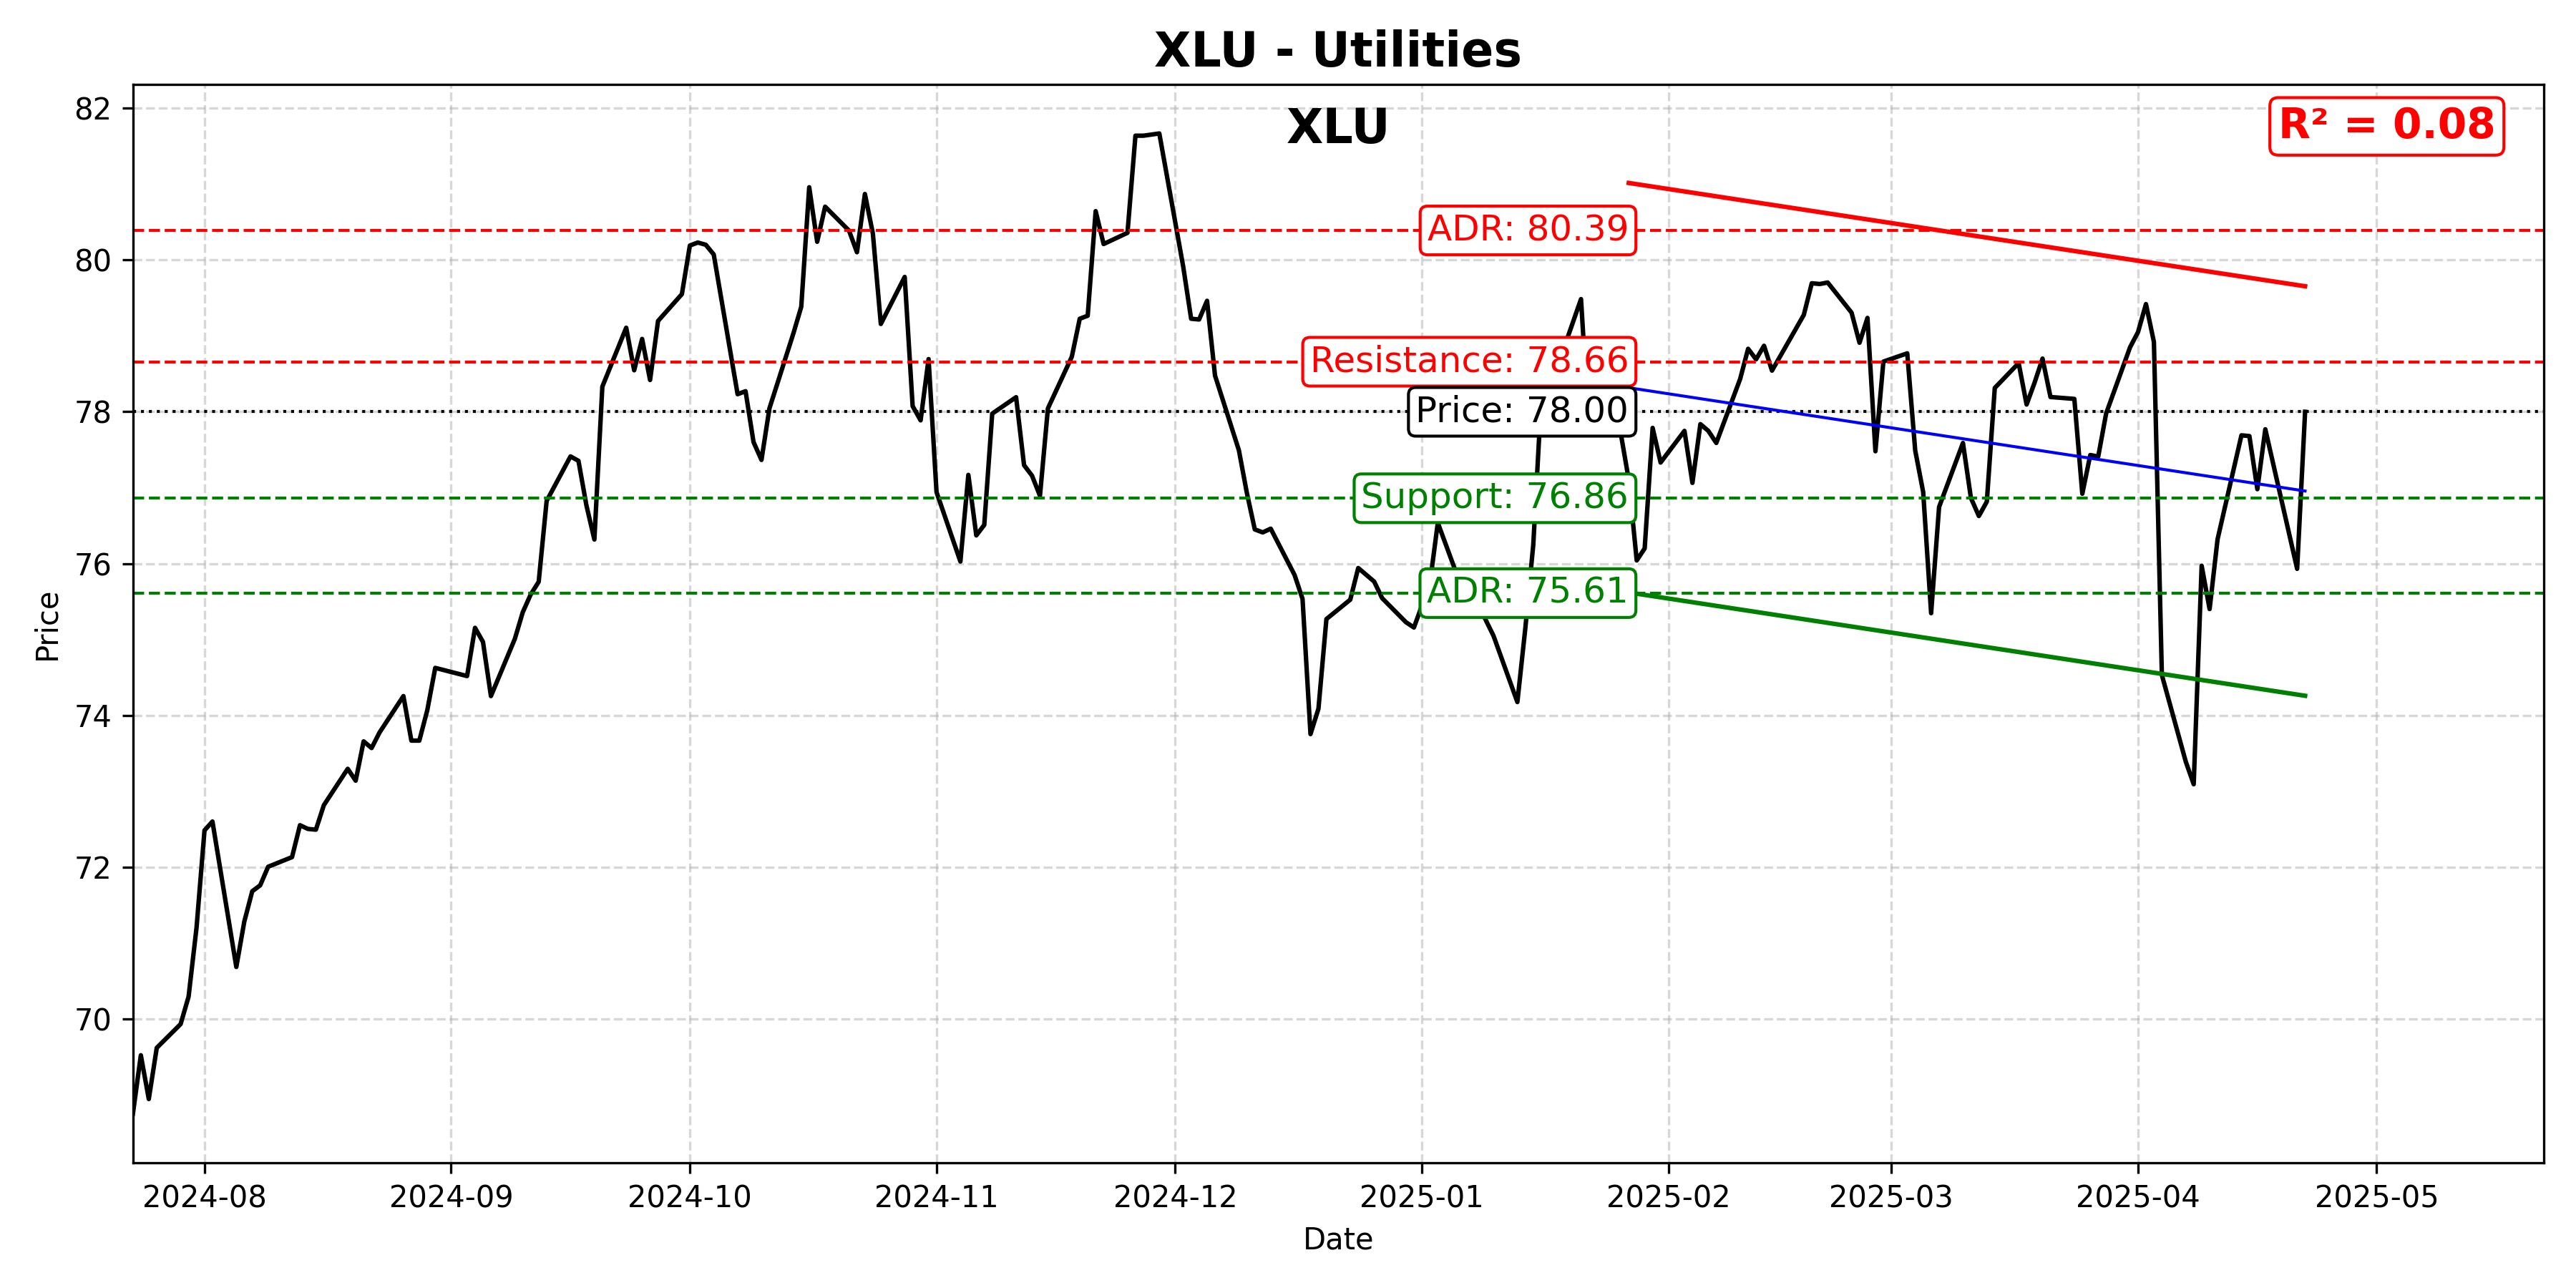 XLU - Utilities
XLU
R² = 0.08
82
80
78
76
74
72
70
Price
ADR: 80.39
Resistance: 78.66
Price: 78.00
Support: 76.86
ADR: 75.61
2024-08 2024-09 2024-10 2024-11 2024-12 2025-01 2025-02 2025-03 2025-04 2025-05
Date